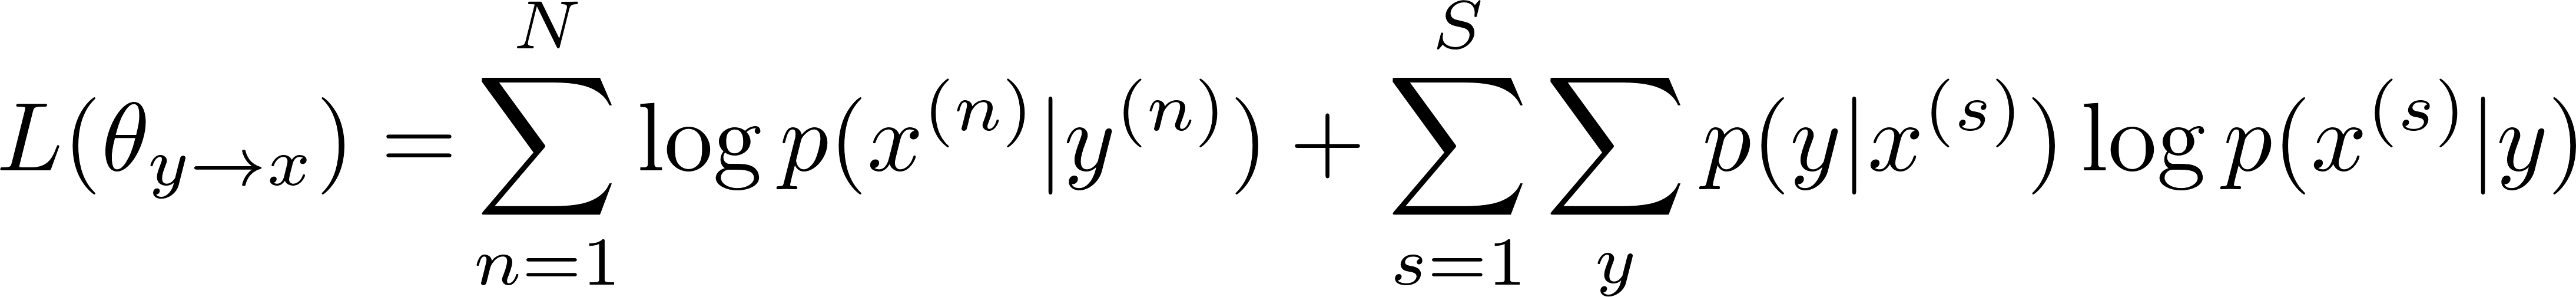 L(θ_{y→x}) = \sum_{n=1}^{N} \log p(x^{(n)}|y^{(n)}) + \sum_{s=1}^{S} \sum_{y} p(y|x^{(s)}) \log p(x^{(s)}|y)